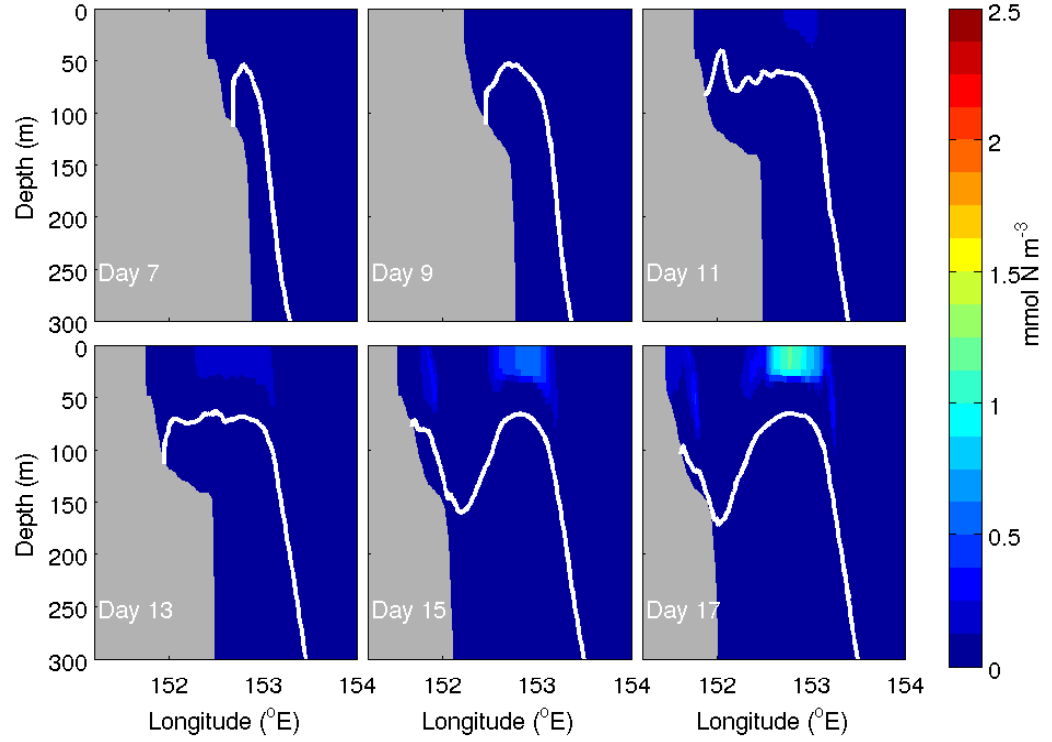 0
50
100
150
200
250
300
Depth (m)
Day 7
Day 9
Day 11
0
50
100
150
200
250
300
Depth (m)
Day 13
Day 15
Day 17
152
153
154
152
153
154
152
153
154
Longitude (°E)
Longitude (°E)
Longitude (°E)
2.5
2
1.5
1
0.5
0
mmol N m⁻³